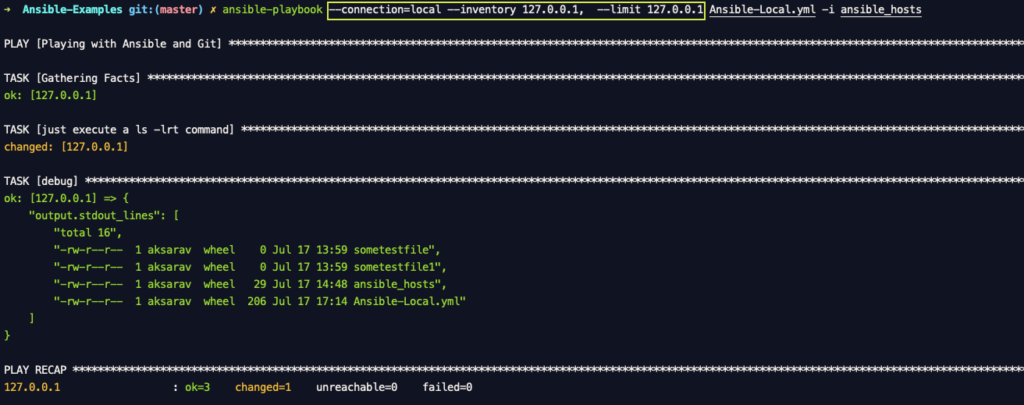 ➜  Ansible-Examples git:(master) ✗ ansible-playbook --connection=local --inventory 127.0.0.1,  --limit 127.0.0.1 Ansible-Local.yml -i ansible_hosts
PLAY [Playing with Ansible and Git] ********************************************************************************************************************************
TASK [Gathering Facts] *********************************************************************************************************************************************
ok: [127.0.0.1]
TASK [just execute a ls -lrt command] ******************************************************************************************************************************
changed: [127.0.0.1]
TASK [debug] *******************************************************************************************************************************************************
ok: [127.0.0.1] => {
    "output.stdout_lines": [
        "total 16",
        "-rw-r--r--  1 aksarav  wheel    0 Jul 17 13:59 sometestfile",
        "-rw-r--r--  1 aksarav  wheel    0 Jul 17 13:59 sometestfile1",
        "-rw-r--r--  1 aksarav  wheel   29 Jul 17 14:48 ansible_hosts",
        "-rw-r--r--  1 aksarav  wheel  206 Jul 17 17:14 Ansible-Local.yml"
    ]
}
PLAY RECAP *********************************************************************************************************************************************************
127.0.0.1                  : ok=3    changed=1    unreachable=0    failed=0